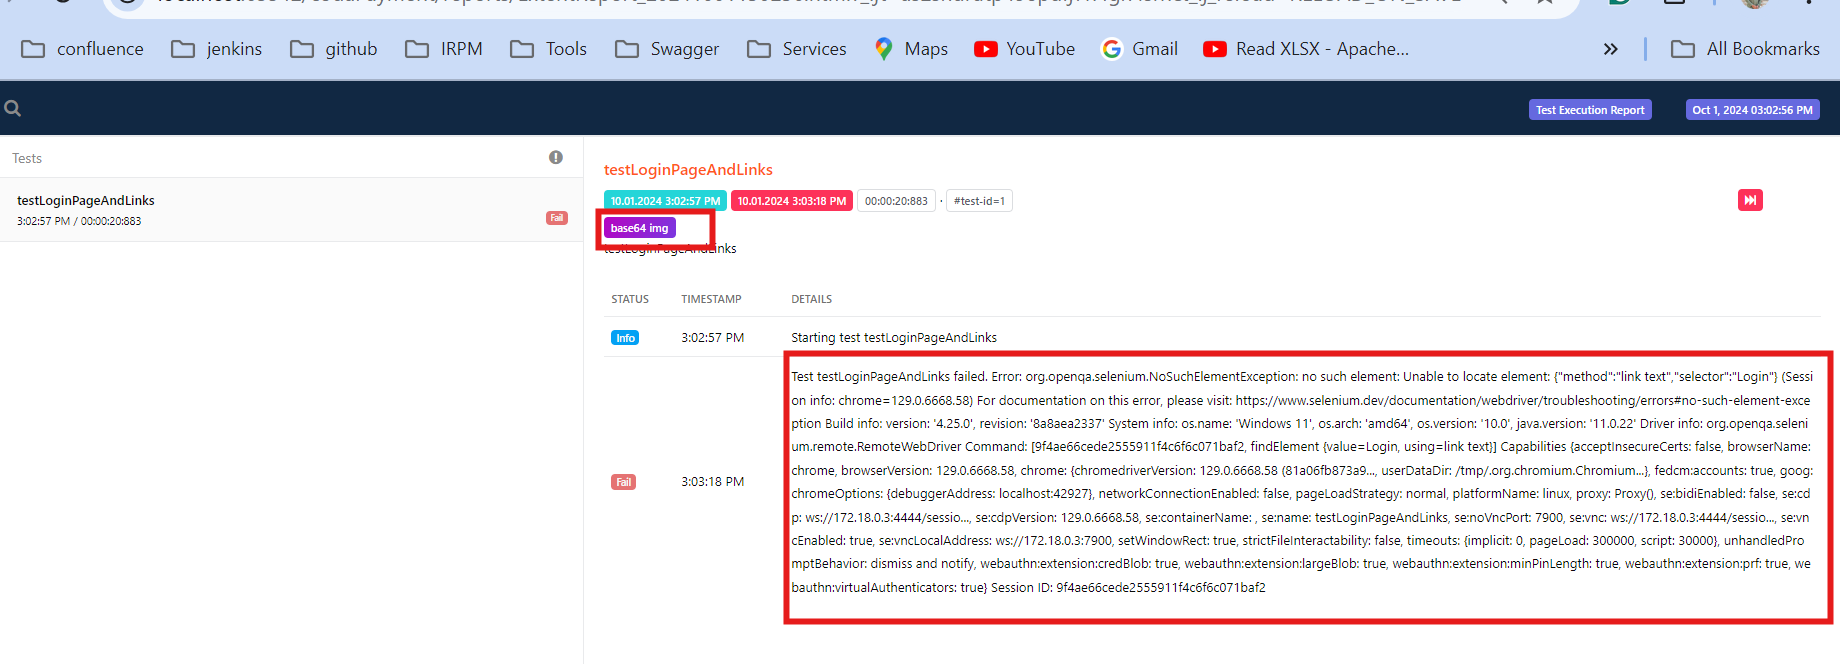 confluence jenkins github IRPM Tools Swagger Services Maps YouTube Gmail Read XLSX - Apache... » All Bookmarks
Test Execution Report Oct 1, 2024 03:02:56 PM
Tests
testLoginPageAndLinks
3:02:57 PM / 00:00:20:883 Fail
testLoginPageAndLinks
10.01.2024 3:02:57 PM 10.01.2024 3:03:18 PM 00:00:20:883 · #test-id=1
base64 img
testLoginPageAndLinks
STATUS TIMESTAMP DETAILS
Info 3:02:57 PM Starting test testLoginPageAndLinks
Fail 3:03:18 PM
Test testLoginPageAndLinks failed. Error: org.openqa.selenium.NoSuchElementException: no such element: Unable to locate element: {"method":"link text","selector":"Login"} (Sessi
on info: chrome=129.0.6668.58) For documentation on this error, please visit: https://www.selenium.dev/documentation/webdriver/troubleshooting/errors#no-such-element-exce
ption Build info: version: '4.25.0', revision: '8a8aea2337' System info: os.name: 'Windows 11', os.arch: 'amd64', os.version: '10.0', java.version: '11.0.22' Driver info: org.openqa.seleni
um.remote.RemoteWebDriver Command: [9f4ae66cede2555911f4c6f6c071baf2, findElement {value=Login, using=link text}] Capabilities {acceptInsecureCerts: false, browserName:
chrome, browserVersion: 129.0.6668.58, chrome: {chromedriverVersion: 129.0.6668.58 (81a06fb873a9..., userDataDir: /tmp/.org.chromium.Chromium...}, fedcm:accounts: true, goog:
chromeOptions: {debuggerAddress: localhost:42927}, networkConnectionEnabled: false, pageLoadStrategy: normal, platformName: linux, proxy: Proxy(), se:bidiEnabled: false, se:cd
p: ws://172.18.0.3:4444/sessio..., se:cdpVersion: 129.0.6668.58, se:containerName: , se:name: testLoginPageAndLinks, se:noVncPort: 7900, se:vnc: ws://172.18.0.3:4444/sessio..., se:vn
cEnabled: true, se:vncLocalAddress: ws://172.18.0.3:7900, setWindowRect: true, strictFileInteractability: false, timeouts: {implicit: 0, pageLoad: 300000, script: 30000}, unhandledPro
mptBehavior: dismiss and notify, webauthn:extension:credBlob: true, webauthn:extension:largeBlob: true, webauthn:extension:minPinLength: true, webauthn:extension:prf: true, we
bauthn:virtualAuthenticators: true} Session ID: 9f4ae66cede2555911f4c6f6c071baf2